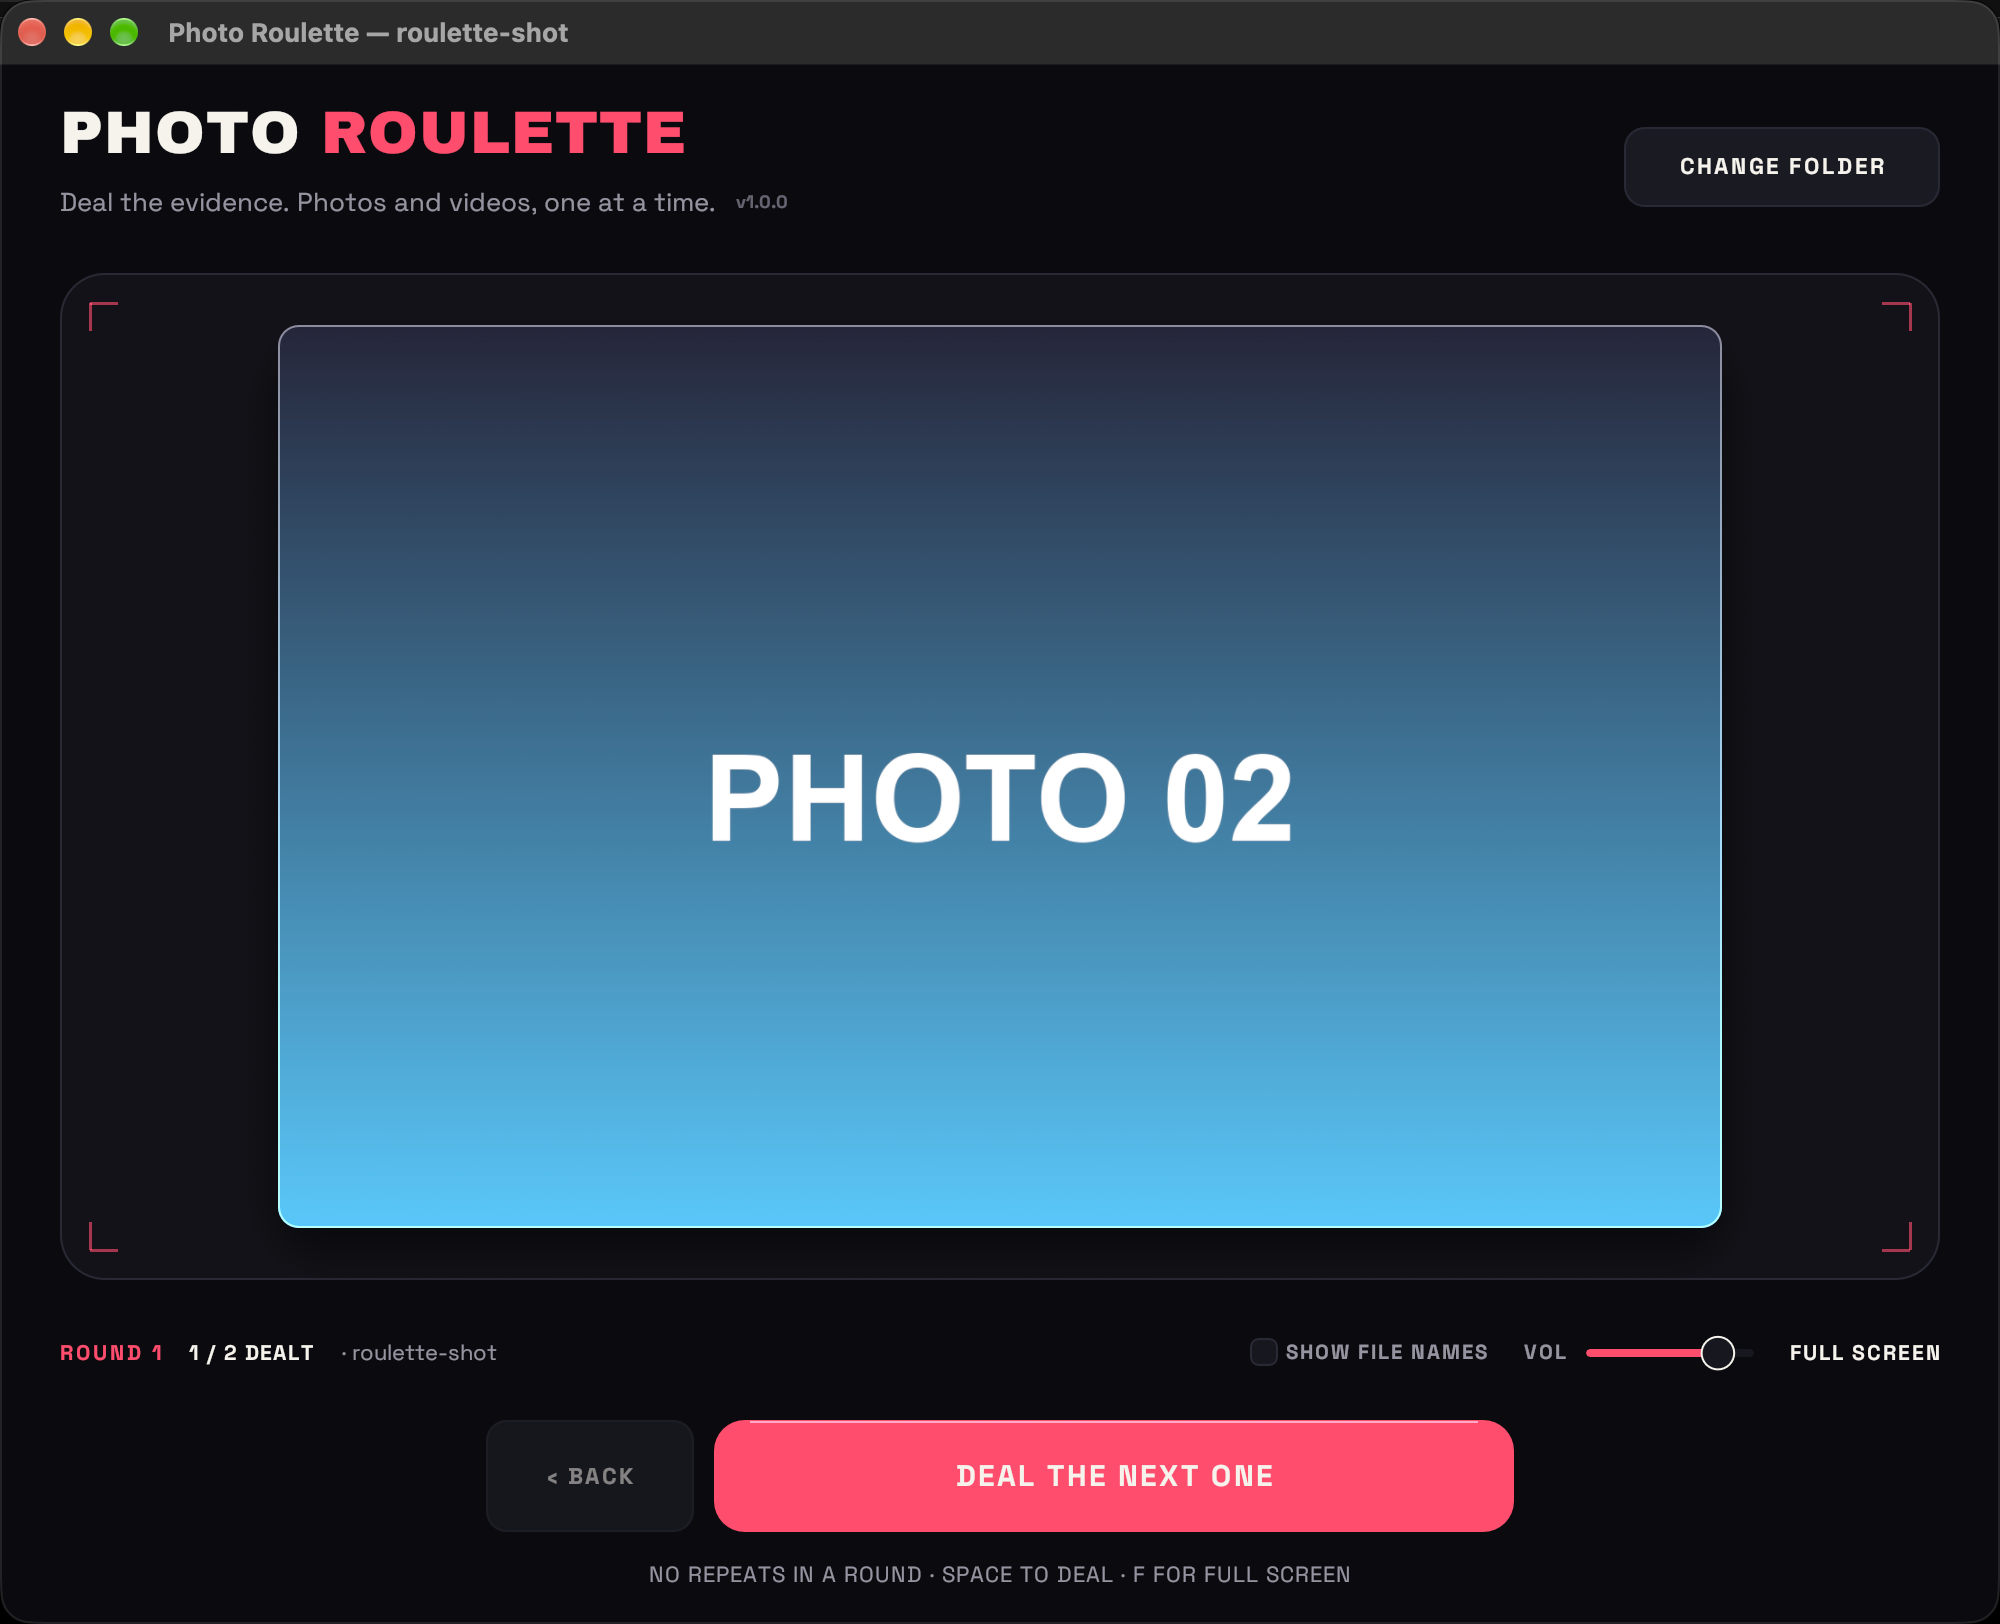 Photo Roulette — roulette-shot
PHOTO ROULETTE
CHANGE FOLDER
Deal the evidence. Photos and videos, one at a time. v1.0.0
PHOTO 02
ROUND 1 1 / 2 DEALT · roulette-shot
SHOW FILE NAMES VOL FULL SCREEN
< BACK
DEAL THE NEXT ONE
NO REPEATS IN A ROUND · SPACE TO DEAL · F FOR FULL SCREEN